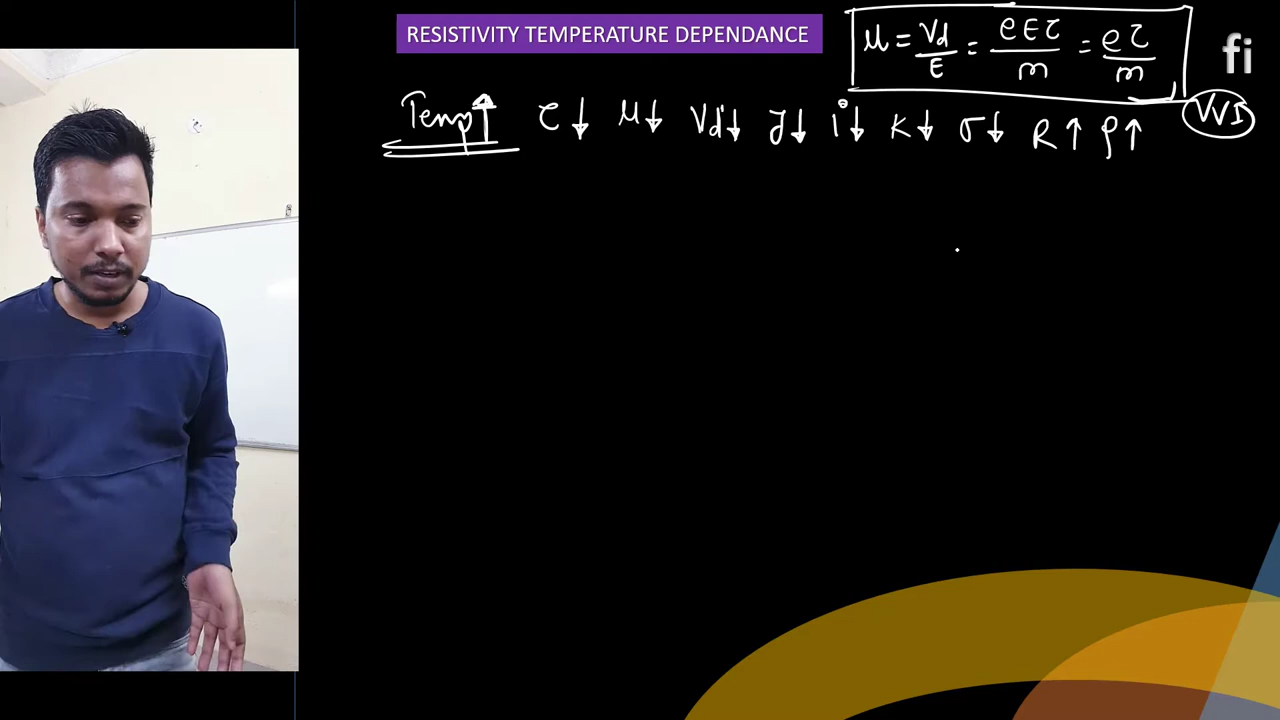 RESISTIVITY TEMPERATURE DEPENDANCE
μ = Vd/E = eEτ/m = eτ/m
fi
Temp↑ τ↓ μ↓ Vd↓ J↓ i↓ K↓ σ↓ R↑ ρ↑
VVI